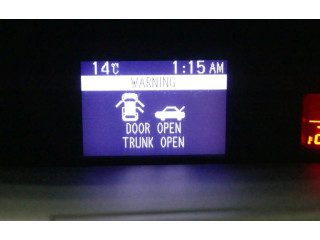 14℃ 1:15 AM
WARNING
DOOR OPEN
TRUNK OPEN